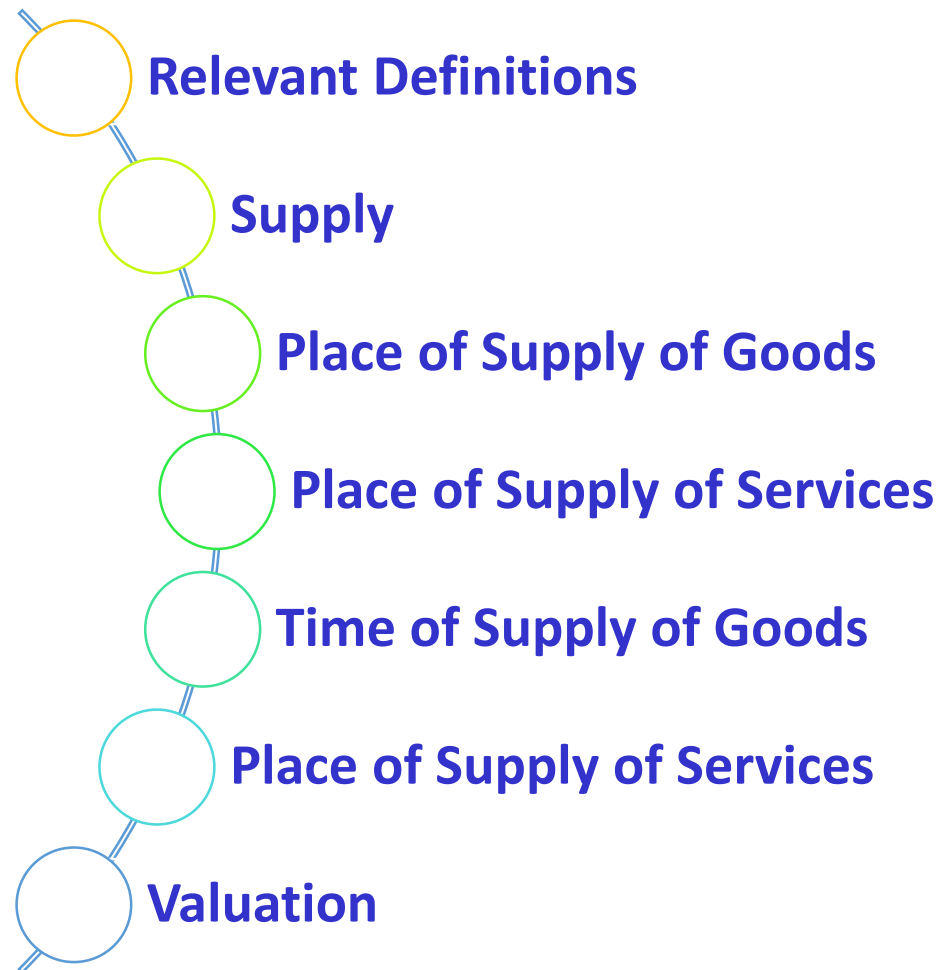 Relevant Definitions
Supply
Place of Supply of Goods
Place of Supply of Services
Time of Supply of Goods
Place of Supply of Services
Valuation